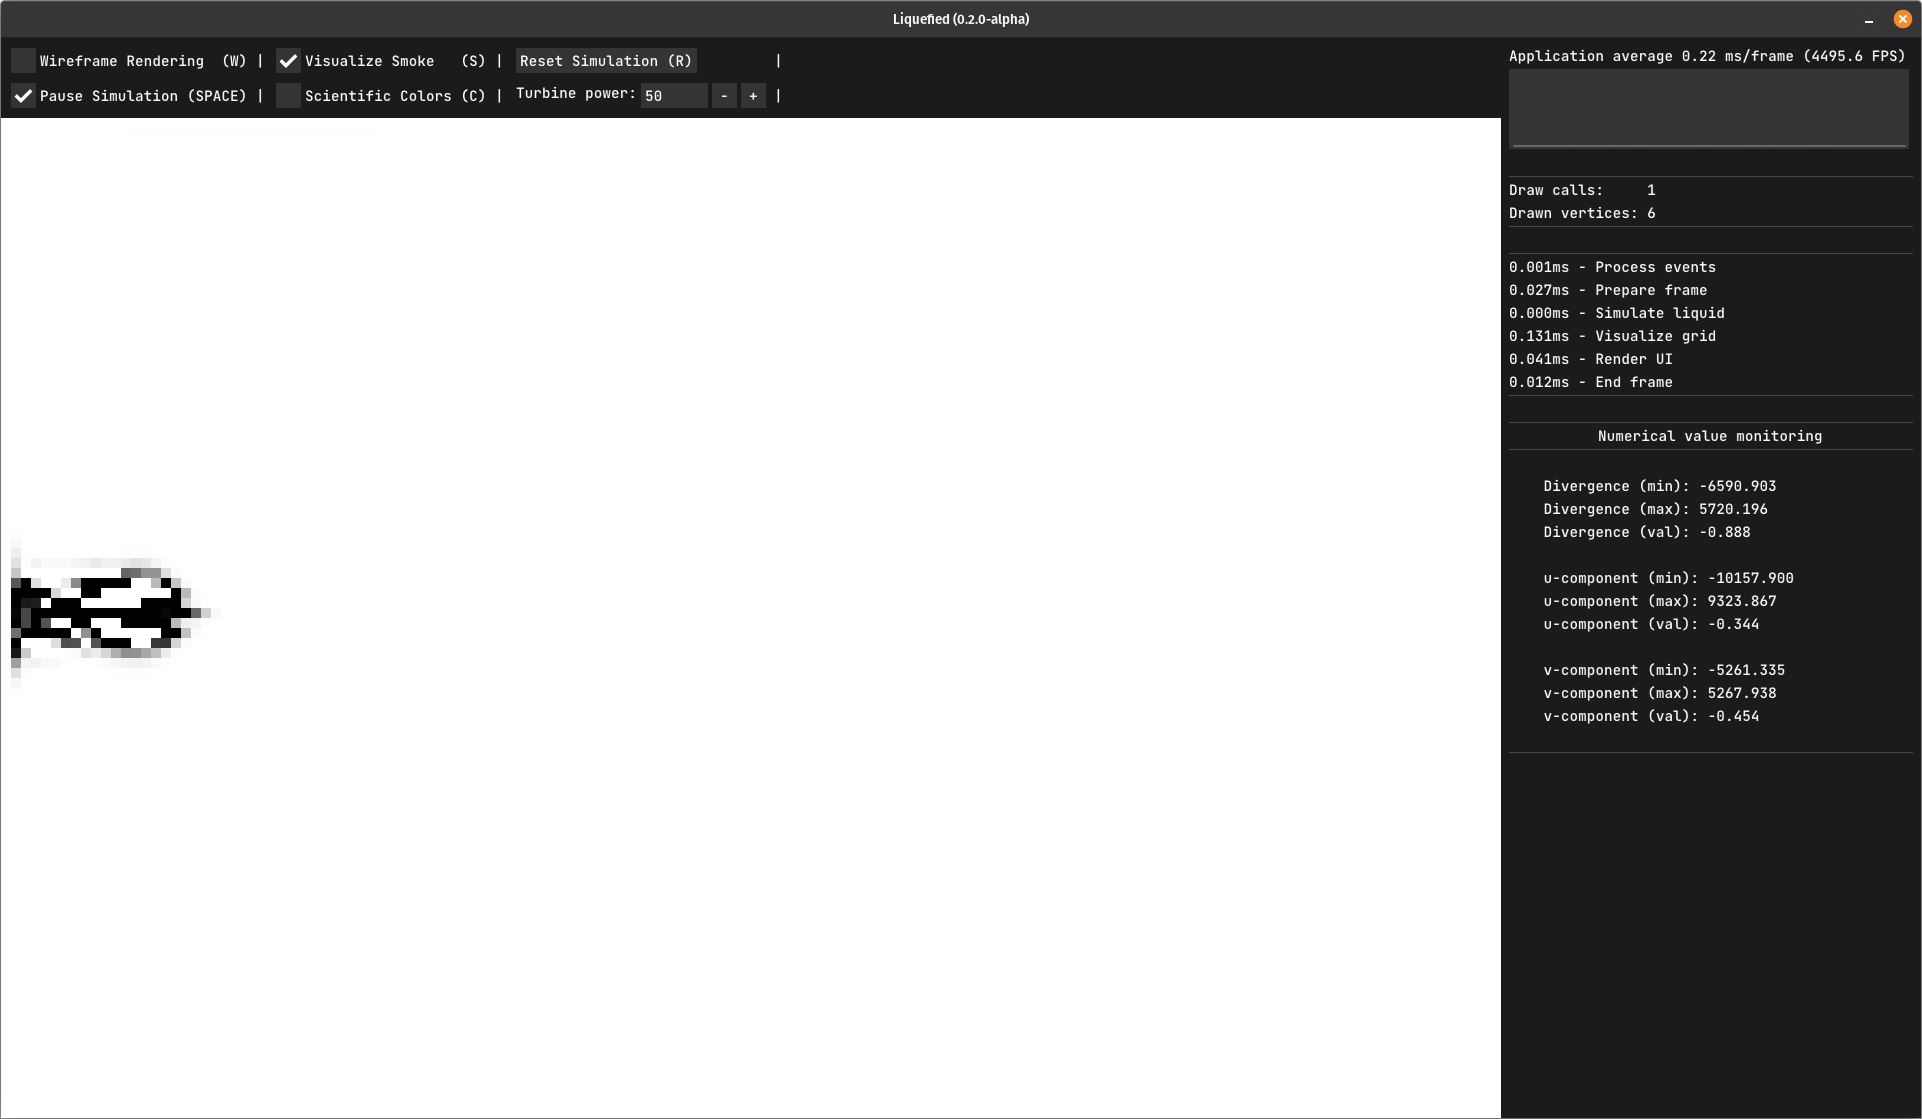 Liquefied (0.2.0-alpha)
Wireframe Rendering (W) | Visualize Smoke (S) | Reset Simulation (R) |
Pause Simulation (SPACE) | Scientific Colors (C) | Turbine power: 50 - + |
Application average 0.22 ms/frame (4495.6 FPS)
Draw calls: 1
Drawn vertices: 6
0.001ms - Process events
0.027ms - Prepare frame
0.000ms - Simulate liquid
0.131ms - Visualize grid
0.041ms - Render UI
0.012ms - End frame
Numerical value monitoring
Divergence (min): -6590.903
Divergence (max): 5720.196
Divergence (val): -0.888
u-component (min): -10157.900
u-component (max): 9323.867
u-component (val): -0.344
v-component (min): -5261.335
v-component (max): 5267.938
v-component (val): -0.454